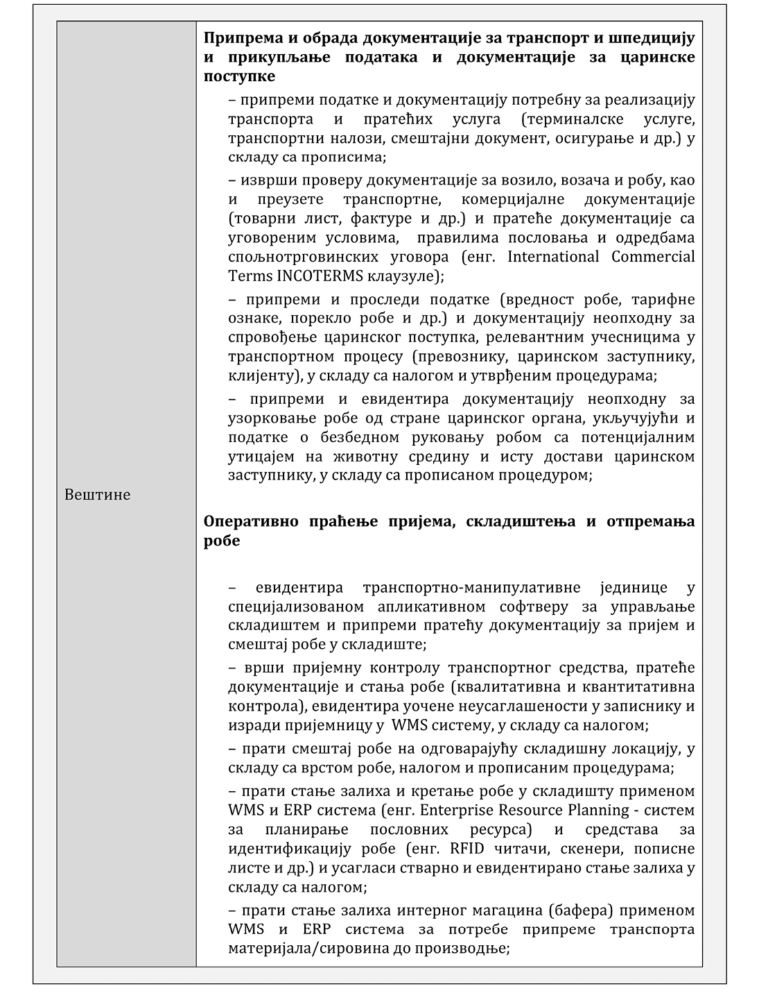 Вештине
Припрема и обрада документације за транспорт и шпедицију
и прикупљање података и документације за царинске
поступке
– припреми податке и документацију потребну за реализацију
транспорта и пратећих услуга (терминалске услуге,
транспортни налози, смештајни документ, осигурање и др.) у
складу са прописима;
– изврши проверу документације за возило, возача и робу, као
и преузете транспортне, комерцијалне документације
(товарни лист, фактуре и др.) и пратеће документације са
уговореним условима, правилима пословања и одредбама
спољнотрговинских уговора (енг. International Commercial
Terms INCOTERMS клаузуле);
– припреми и проследи податке (вредност робе, тарифне
ознаке, порекло робе и др.) и документацију неопходну за
спровођење царинског поступка, релевантним учесницима у
транспортном процесу (превознику, царинском заступнику,
клијенту), у складу са налогом и утврђеним процедурама;
– припреми и евидентира документацију неопходну за
узорковање робе од стране царинског органа, укључујући и
податке о безбедном руковању робом са потенцијалним
утицајем на животну средину и исту достави царинском
заступнику, у складу са прописаном процедуром;
Оперативно праћење пријема, складиштења и отпремања
робе
– евидентира транспортно-манипулативне јединице у
специјализованом апликативном софтверу за управљање
складиштем и припреми пратећу документацију за пријем и
смештај робе у складиште;
– врши пријемну контролу транспортног средства, пратеће
документације и стања робе (квалитативна и квантитативна
контрола), евидентира уочене неусаглашености у записнику и
изради пријемницу у WMS систему, у складу са налогом;
– прати смештај робе на одговарајућу складишну локацију, у
складу са врстом робе, налогом и прописаним процедурама;
– прати стање залиха и кретање робе у складишту применом
WMS и ERP система (енг. Enterprise Resource Planning - систем
за планирање пословних ресурса) и средстава за
идентификацију робе (енг. RFID читачи, скенери, пописне
листе и др.) и усагласи стварно и евидентирано стање залиха у
складу са налогом;
– прати стање залиха интерног магацина (бафера) применом
WMS и ERP система за потребе припреме транспорта
материјала/сировина до производње;